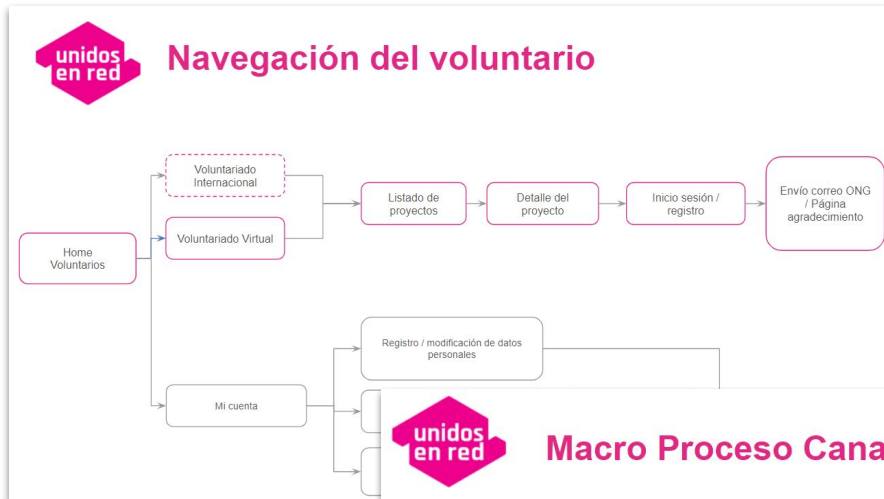 unidos
en red
Navegación del voluntario
Voluntariado
Internacional
Listado de
proyectos
Detalle del
proyecto
Inicio sesión /
registro
Envío correo ONG
/ Página
agradecimiento
Voluntariado Virtual
Home
Voluntarios
Registro / modificación de datos
personales
Mi cuenta
unidos
en red
Macro Proceso Cana